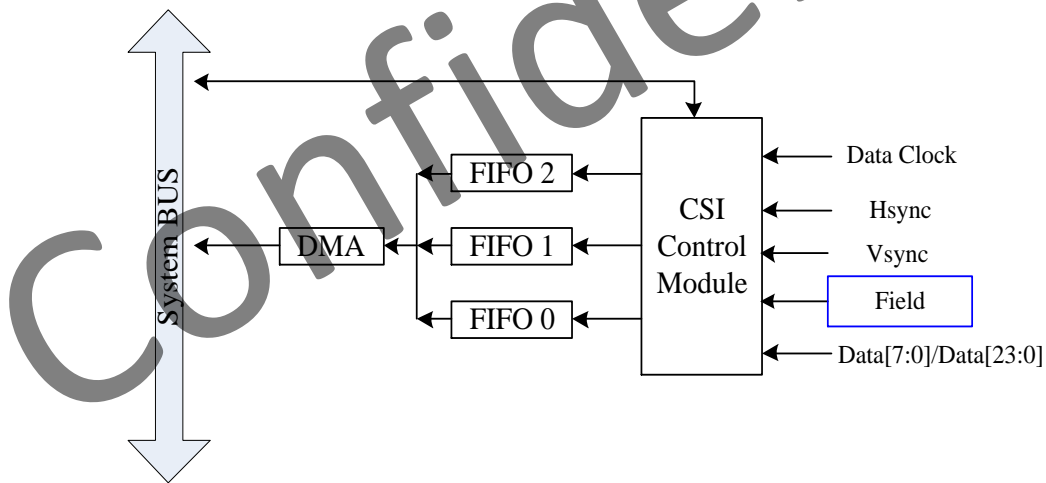 Confide
System BUS
DMA
FIFO 2
FIFO 1
FIFO 0
CSI
Control
Module
Data Clock
Hsync
Vsync
Field
Data[7:0]/Data[23:0]